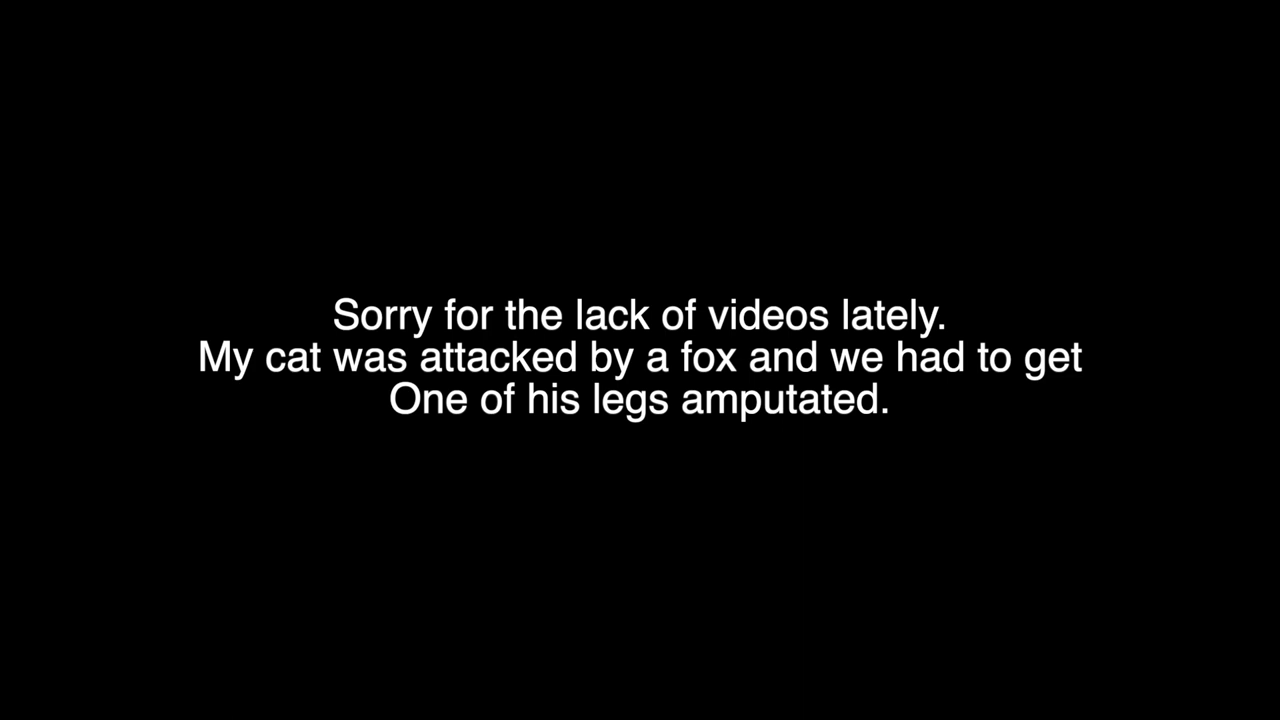 Sorry for the lack of videos lately.
My cat was attacked by a fox and we had to get
One of his legs amputated.